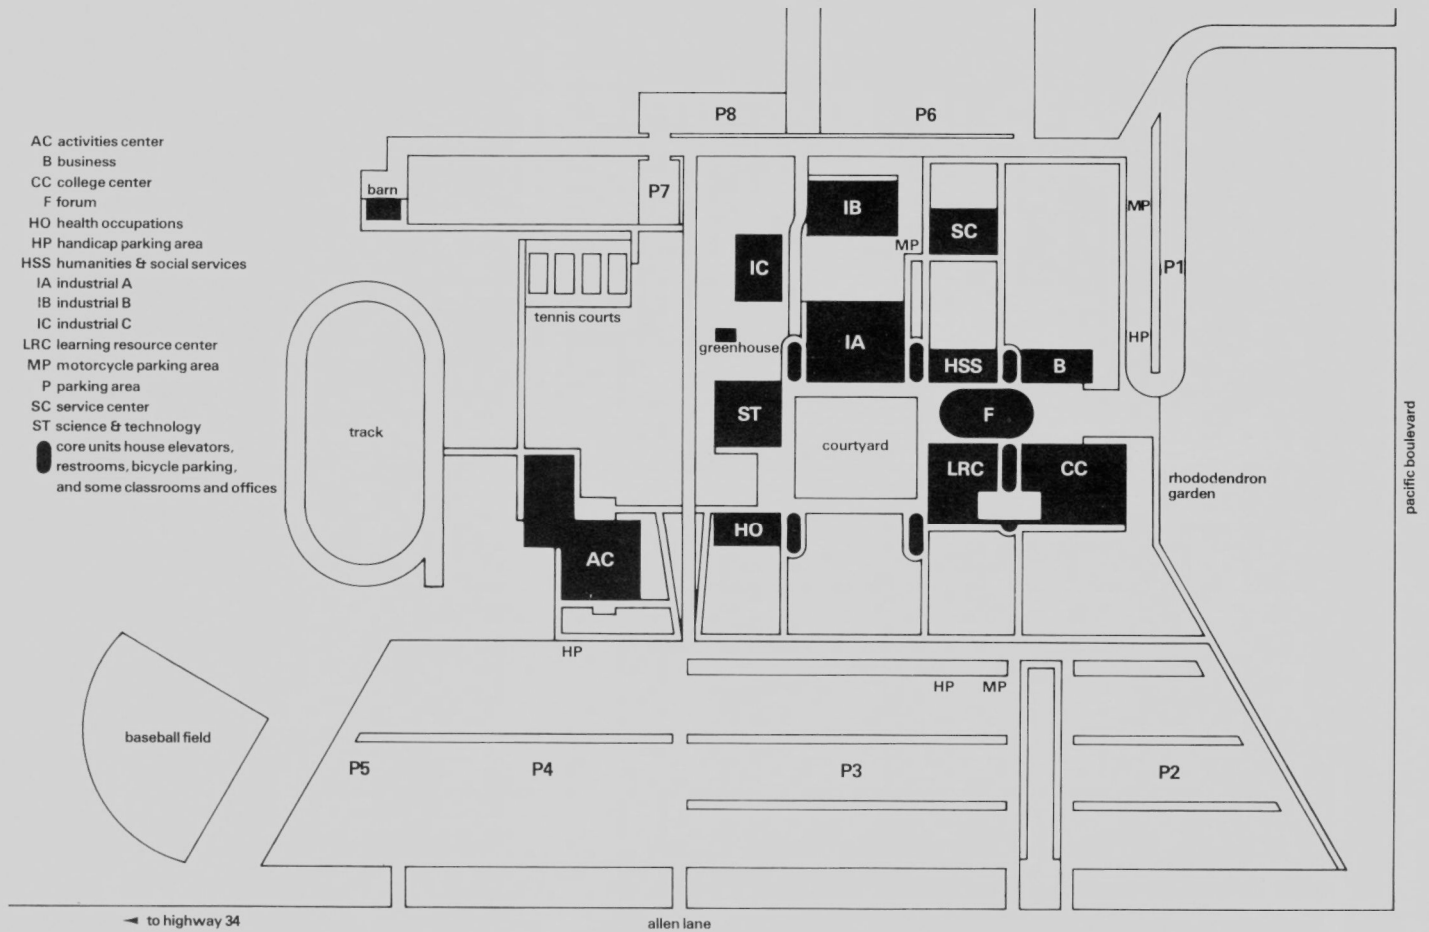 AC activities center
B business
CC college center
F forum
HO health occupations
HP handicap parking area
HSS humanities & social services
IA industrial A
IB industrial B
IC industrial C
LRC learning resource center
MP motorcycle parking area
P parking area
SC service center
ST science & technology
core units house elevators,
restrooms, bicycle parking,
and some classrooms and offices
P8
P6
barn
P7
IB
SC
MP
MP
IC
P1
tennis courts
greenhouse
IA
HP
HSS
B
ST
F
track
courtyard
pacific boulevard
LRC
CC
rhododendron
garden
HO
AC
HP
HP
MP
baseball field
P5
P4
P3
P2
to highway 34
allen lane